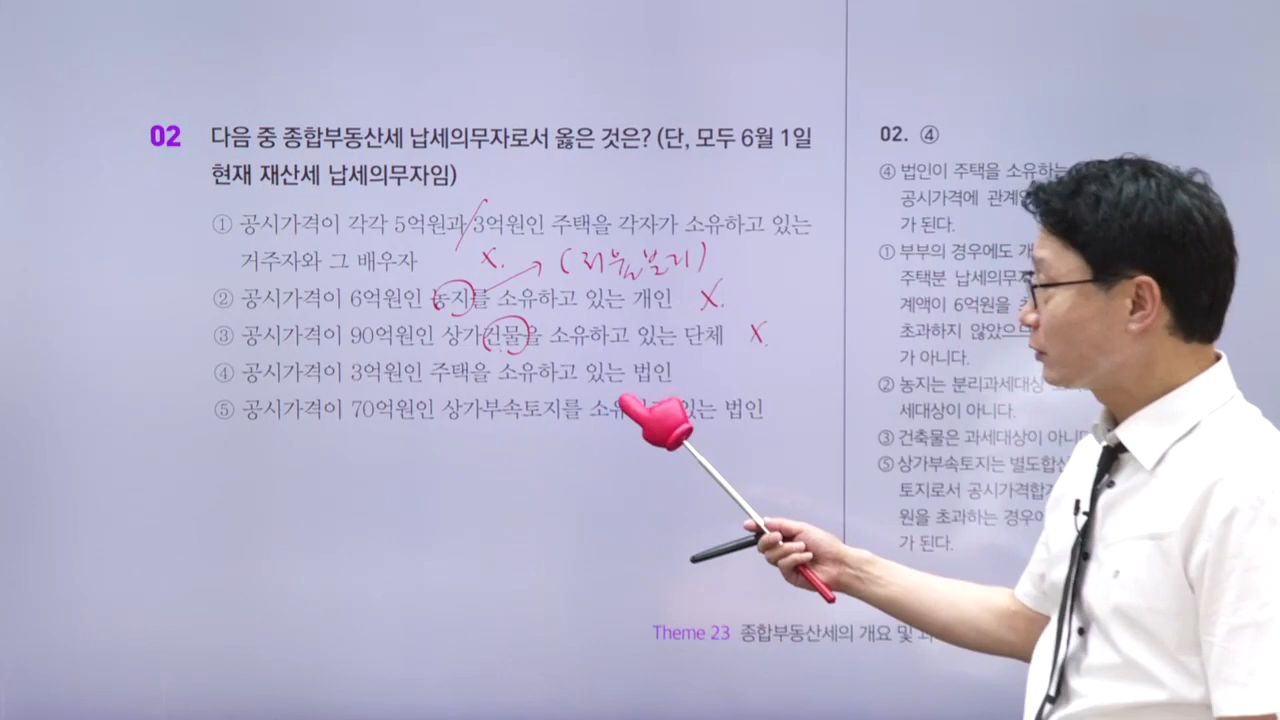 02 다음 중 종합부동산세 납세의무자로서 옳은 것은? (단, 모두 6월 1일
현재 재산세 납세의무자임)
① 공시가격이 각각 5억원과 3억원인 주택을 각자가 소유하고 있는
거주자와 그 배우자 X.
② 공시가격이 6억원인 농지를 소유하고 있는 개인 X.
③ 공시가격이 90억원인 상가건물을 소유하고 있는 단체 X.
④ 공시가격이 3억원인 주택을 소유하고 있는 법인
⑤ 공시가격이 70억원인 상가부속토지를 있는 법인
02. ④
④ 법인이 주택을 소유하는
공시가격에
가 된다.
① 부부의 경우에도
주택분 납세의무자
계액이 6억원을
초과하지 않았으므
가 아니다.
② 농지는 분리과세대상
세대상이 아니다.
③ 건축물은 과세대상이
⑤ 상가부속토지는 별도합산
토지로서
원을 초과하는
가 된다.
Theme 23 종합부동산세의 개요 및